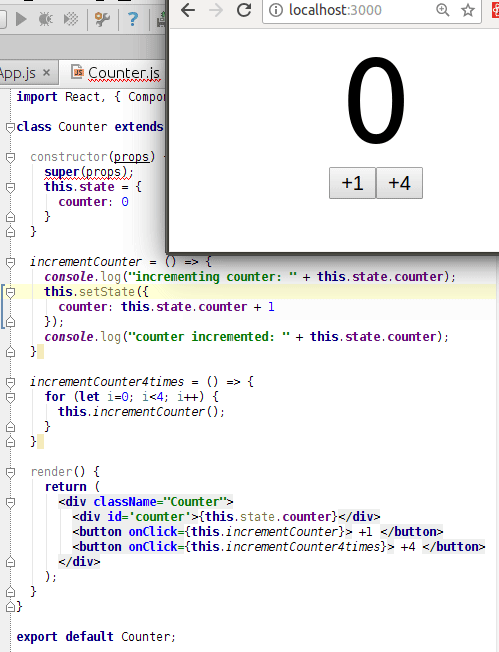 localhost:3000
0
+1 +4
App.js × Counter.js
import React, { Compon
class Counter extends
constructor(props) {
super(props);
this.state = {
counter: 0
}
}
incrementCounter = () => {
console.log("incrementing counter: " + this.state.counter);
this.setState({
counter: this.state.counter + 1
});
console.log("counter incremented: " + this.state.counter);
}
incrementCounter4times = () => {
for (let i=0; i<4; i++) {
this.incrementCounter();
}
}
render() {
return (
<div className="Counter">
<div id='counter'>{this.state.counter}</div>
<button onClick={this.incrementCounter}> +1 </button>
<button onClick={this.incrementCounter4times}> +4 </button>
</div>
);
}
}
export default Counter;